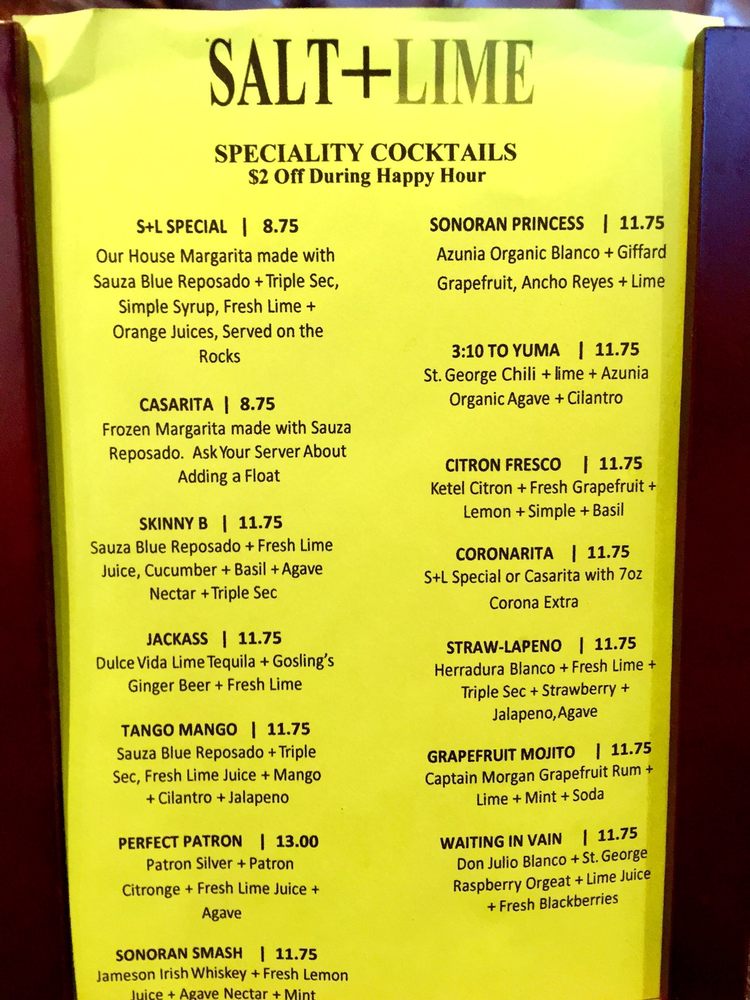 SALT+LIME
SPECIALITY COCKTAILS
$2 Off During Happy Hour
S+L SPECIAL | 8.75
Our House Margarita made with
Sauza Blue Reposado + Triple Sec,
Simple Syrup, Fresh Lime +
Orange Juices, Served on the
Rocks
CASARITA | 8.75
Frozen Margarita made with Sauza
Reposado. Ask Your Server About
Adding a Float
SKINNY B | 11.75
Sauza Blue Reposado + Fresh Lime
Juice, Cucumber + Basil + Agave
Nectar + Triple Sec
JACKASS | 11.75
Dulce Vida Lime Tequila + Gosling's
Ginger Beer + Fresh Lime
TANGO MANGO | 11.75
Sauza Blue Reposado + Triple
Sec, Fresh Lime Juice + Mango
+ Cilantro + Jalapeno
PERFECT PATRON | 13.00
Patron Silver + Patron
Citronge + Fresh Lime Juice +
Agave
SONORAN SMASH | 11.75
Jameson Irish Whiskey + Fresh Lemon
Juice + Agave Nectar + Mint
SONORAN PRINCESS | 11.75
Azunia Organic Blanco + Giffard
Grapefruit, Ancho Reyes + Lime
3:10 TO YUMA | 11.75
St. George Chili + lime + Azunia
Organic Agave + Cilantro
CITRON FRESCO | 11.75
Ketel Citron + Fresh Grapefruit +
Lemon + Simple + Basil
CORONARITA | 11.75
S+L Special or Casarita with 7oz
Corona Extra
STRAW-LAPENO | 11.75
Herradura Blanco + Fresh Lime +
Triple Sec + Strawberry +
Jalapeno, Agave
GRAPEFRUIT MOJITO | 11.75
Captain Morgan Grapefruit Rum +
Lime + Mint + Soda
WAITING IN VAIN | 11.75
Don Julio Blanco + St. George
Raspberry Orgeat + Lime Juice
+ Fresh Blackberries